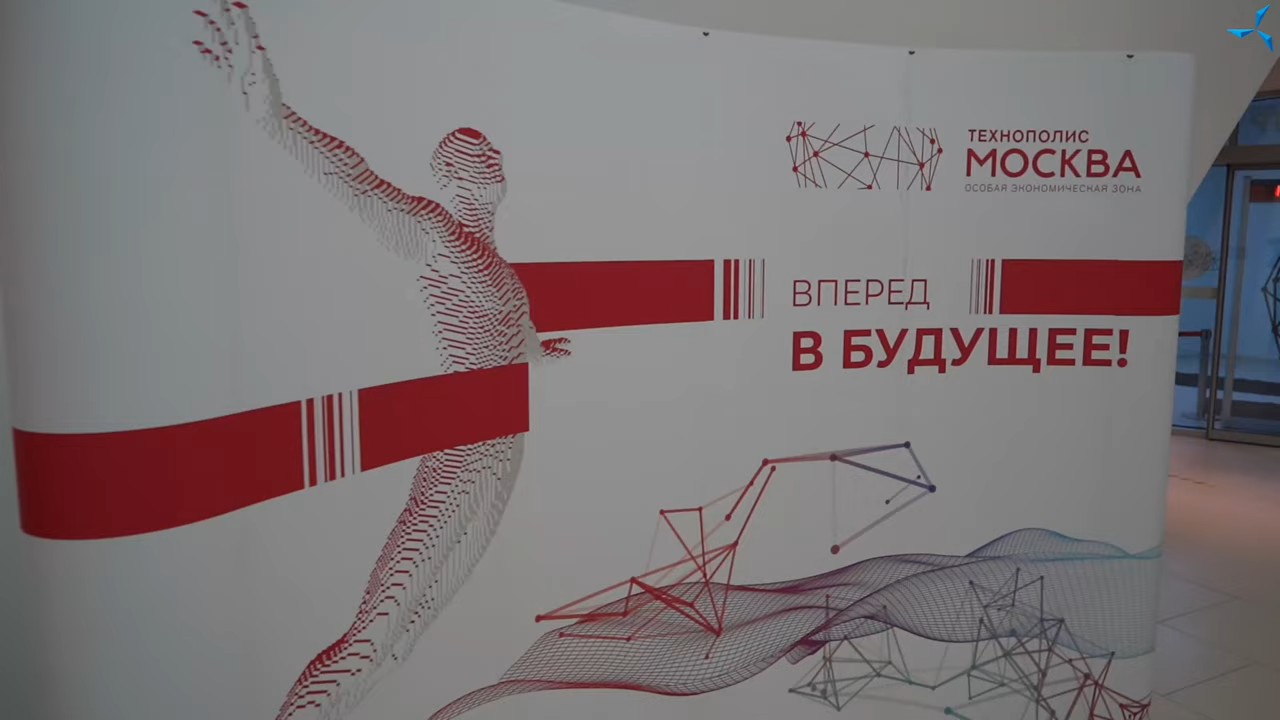 ТЕХНОПОЛИС
МОСКВА
ОСОБАЯ ЭКОНОМИЧЕСКАЯ ЗОНА
ВПЕРЕД
В БУДУЩЕЕ!